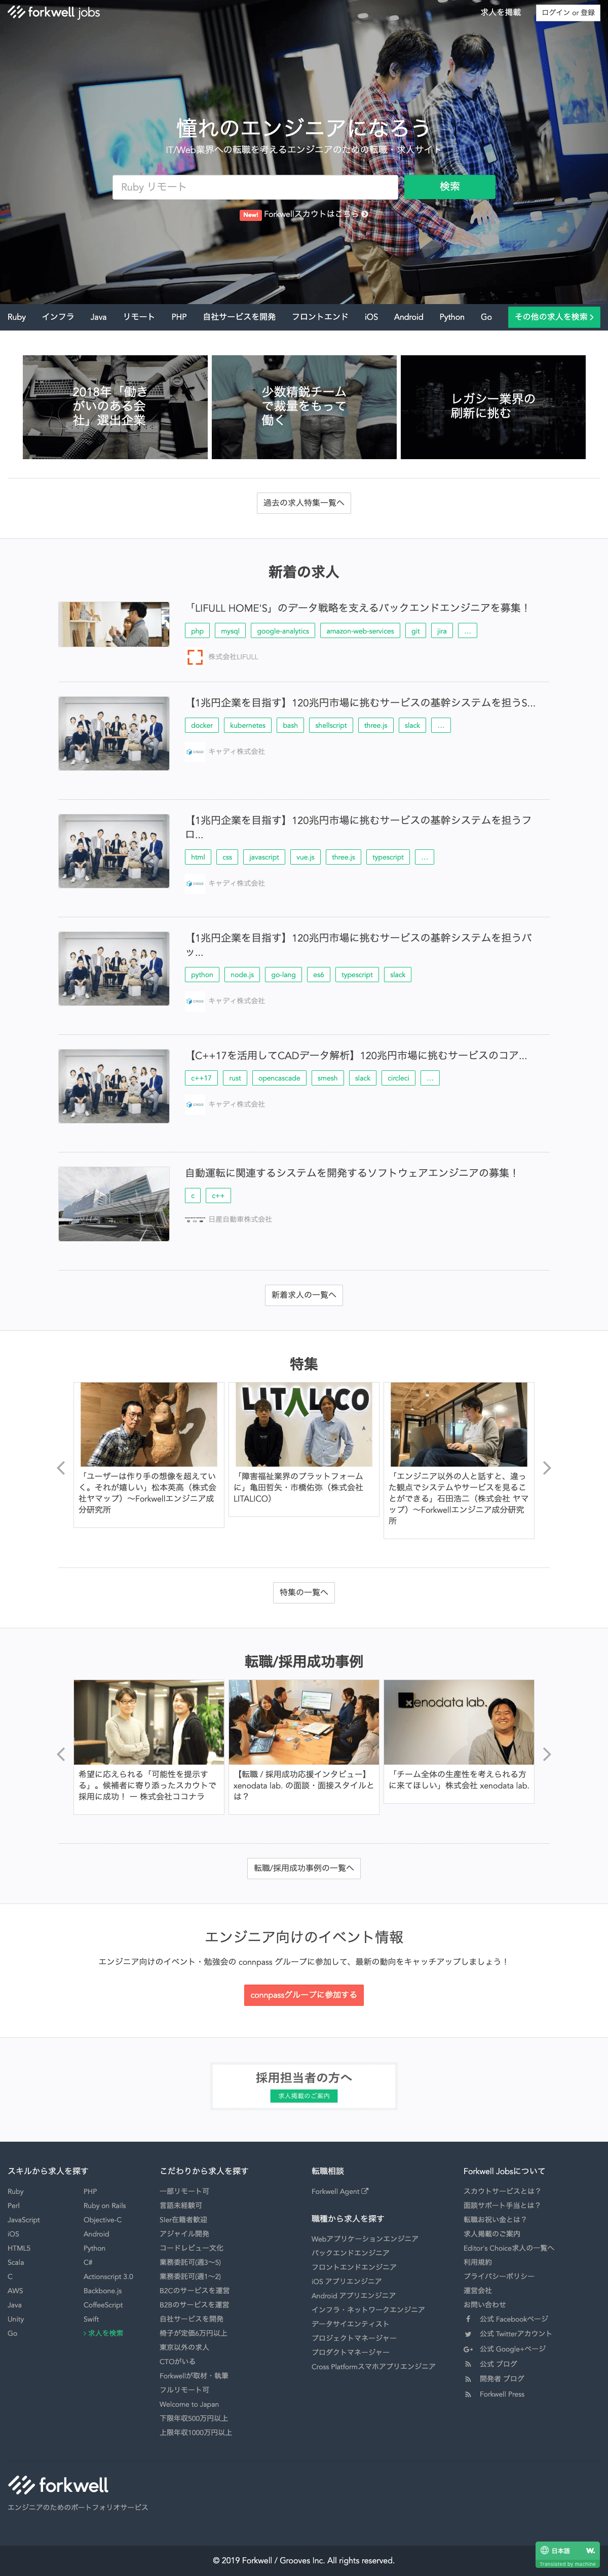 forkwell jobs
求人を掲載
ログイン or 登録
憧れのエンジニアになろう
IT/Web業界への転職を考えるエンジニアのための転職・求人サイト
Ruby リモート
検索
New! Forkwellスカウトはこちら
Ruby
インフラ
Java
リモート
PHP
自社サービスを開発
フロントエンド
iOS
Android
Python
Go
その他の求人を検索
2018年「働き
がいのある会
社」選出企業
少数精鋭チーム
で裁量をもって
働く
レガシー業界の
刷新に挑む
過去の求人特集一覧へ
新着の求人
「LIFULL HOME'S」のデータ戦略を支えるバックエンドエンジニアを募集！
php mysql google-analytics amazon-web-services git jira …
株式会社LIFULL
【1兆円企業を目指す】120兆円市場に挑むサービスの基幹システムを担うS...
docker kubernetes bash shellscript three.js slack …
キャディ株式会社
【1兆円企業を目指す】120兆円市場に挑むサービスの基幹システムを担うフ
ロ...
html css javascript vue.js three.js typescript …
キャディ株式会社
【1兆円企業を目指す】120兆円市場に挑むサービスの基幹システムを担うバ
ッ...
python node.js go-lang es6 typescript slack
キャディ株式会社
【C++17を活用してCADデータ解析】120兆円市場に挑むサービスのコア...
c++17 rust opencascade smesh slack circleci …
キャディ株式会社
自動運転に関連するシステムを開発するソフトウェアエンジニアの募集！
c c++
日産自動車株式会社
新着求人の一覧へ
特集
LITALICO
「ユーザーは作り手の想像を超えてい
く。それが嬉しい」松本英高（株式会
社ヤマップ）〜Forkwellエンジニア成
分研究所
「障害福祉業界のプラットフォーム
に」亀田哲矢・市橋佑弥（株式会社
LITALICO）
「エンジニア以外の人と話すと、違っ
た観点でシステムやサービスを見るこ
とができる」石田浩二（株式会社 ヤマ
ップ）〜Forkwellエンジニア成分研究
所
特集の一覧へ
転職/採用成功事例
xenodata lab.
希望に応えられる「可能性を提示す
る」。候補者に寄り添ったスカウトで
採用に成功！ — 株式会社ココナラ
【転職 / 採用成功応援インタビュー】
xenodata lab. の面談・面接スタイルと
は？
「チーム全体の生産性を考えられる方
に来てほしい」株式会社 xenodata lab.
転職/採用成功事例の一覧へ
エンジニア向けのイベント情報
エンジニア向けのイベント・勉強会の connpass グループに参加して、最新の動向をキャッチアップしましょう！
connpassグループに参加する
採用担当者の方へ
求人掲載のご案内
スキルから求人を探す
Ruby
Perl
JavaScript
iOS
HTML5
Scala
C
AWS
Java
Unity
Go
PHP
Ruby on Rails
Objective-C
Android
Python
C#
Actionscript 3.0
Backbone.js
CoffeeScript
Swift
› 求人を検索
こだわりから求人を探す
一部リモート可
言語未経験可
SIer在籍者歓迎
アジャイル開発
コードレビュー文化
業務委託可(週3〜5)
業務委託可(週1〜2)
B2Cのサービスを運営
B2Bのサービスを運営
自社サービスを開発
椅子が定価6万円以上
東京以外の求人
CTOがいる
Forkwellが取材・執筆
フルリモート可
Welcome to Japan
下限年収500万円以上
上限年収1000万円以上
転職相談
Forkwell Agent
職種から求人を探す
Webアプリケーションエンジニア
バックエンドエンジニア
フロントエンドエンジニア
iOS アプリエンジニア
Android アプリエンジニア
インフラ・ネットワークエンジニア
データサイエンティスト
プロジェクトマネージャー
プロダクトマネージャー
Cross Platformスマホアプリエンジニア
Forkwell Jobsについて
スカウトサービスとは？
面談サポート手当とは？
転職お祝い金とは？
求人掲載のご案内
Editor's Choice求人の一覧へ
利用規約
プライバシーポリシー
運営会社
お問い合わせ
公式 Facebookページ
公式 Twitterアカウント
公式 Google+ページ
公式 ブログ
開発者 ブログ
Forkwell Press
forkwell
エンジニアのためのポートフォリオサービス
© 2019 Forkwell / Grooves Inc. All rights reserved.
日本語
translated by machine